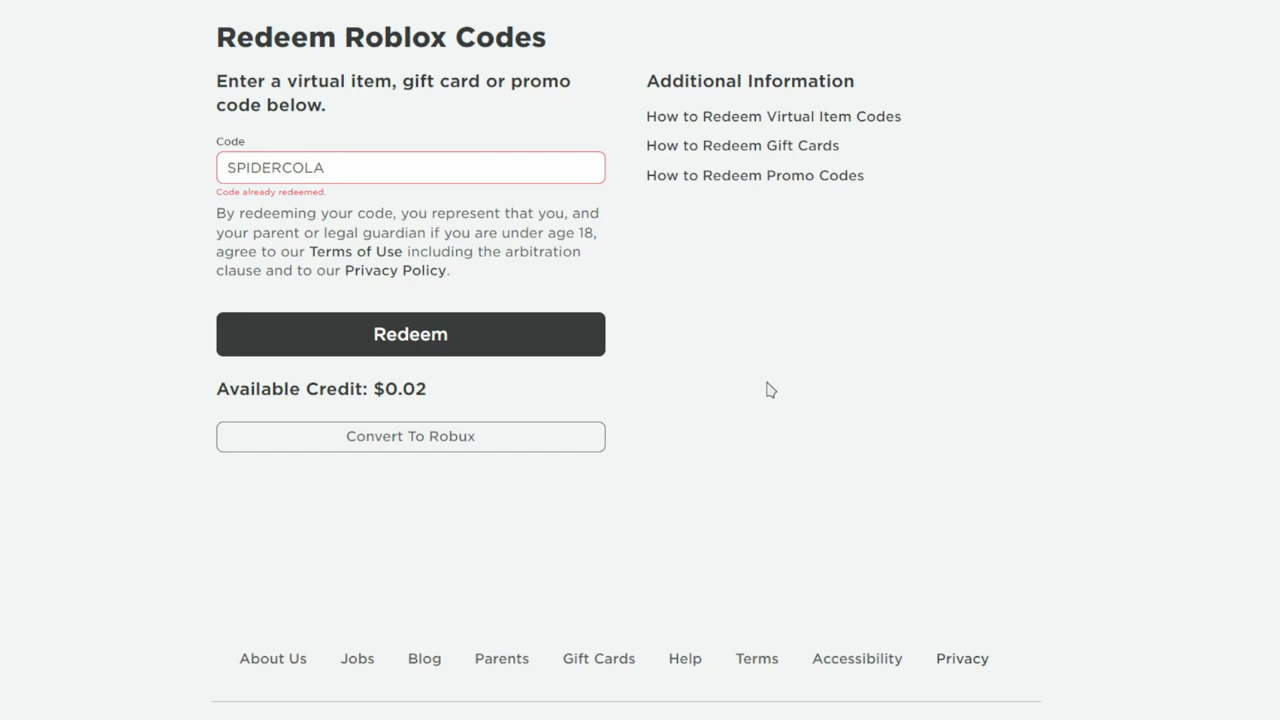 Redeem Roblox Codes
Enter a virtual item, gift card or promo
code below.
Code
SPIDERCOLA
Code already redeemed.
By redeeming your code, you represent that you, and
your parent or legal guardian if you are under age 18,
agree to our Terms of Use including the arbitration
clause and to our Privacy Policy.
Redeem
Available Credit: $0.02
Convert To Robux
Additional Information
How to Redeem Virtual Item Codes
How to Redeem Gift Cards
How to Redeem Promo Codes
About Us Jobs Blog Parents Gift Cards Help Terms Accessibility Privacy